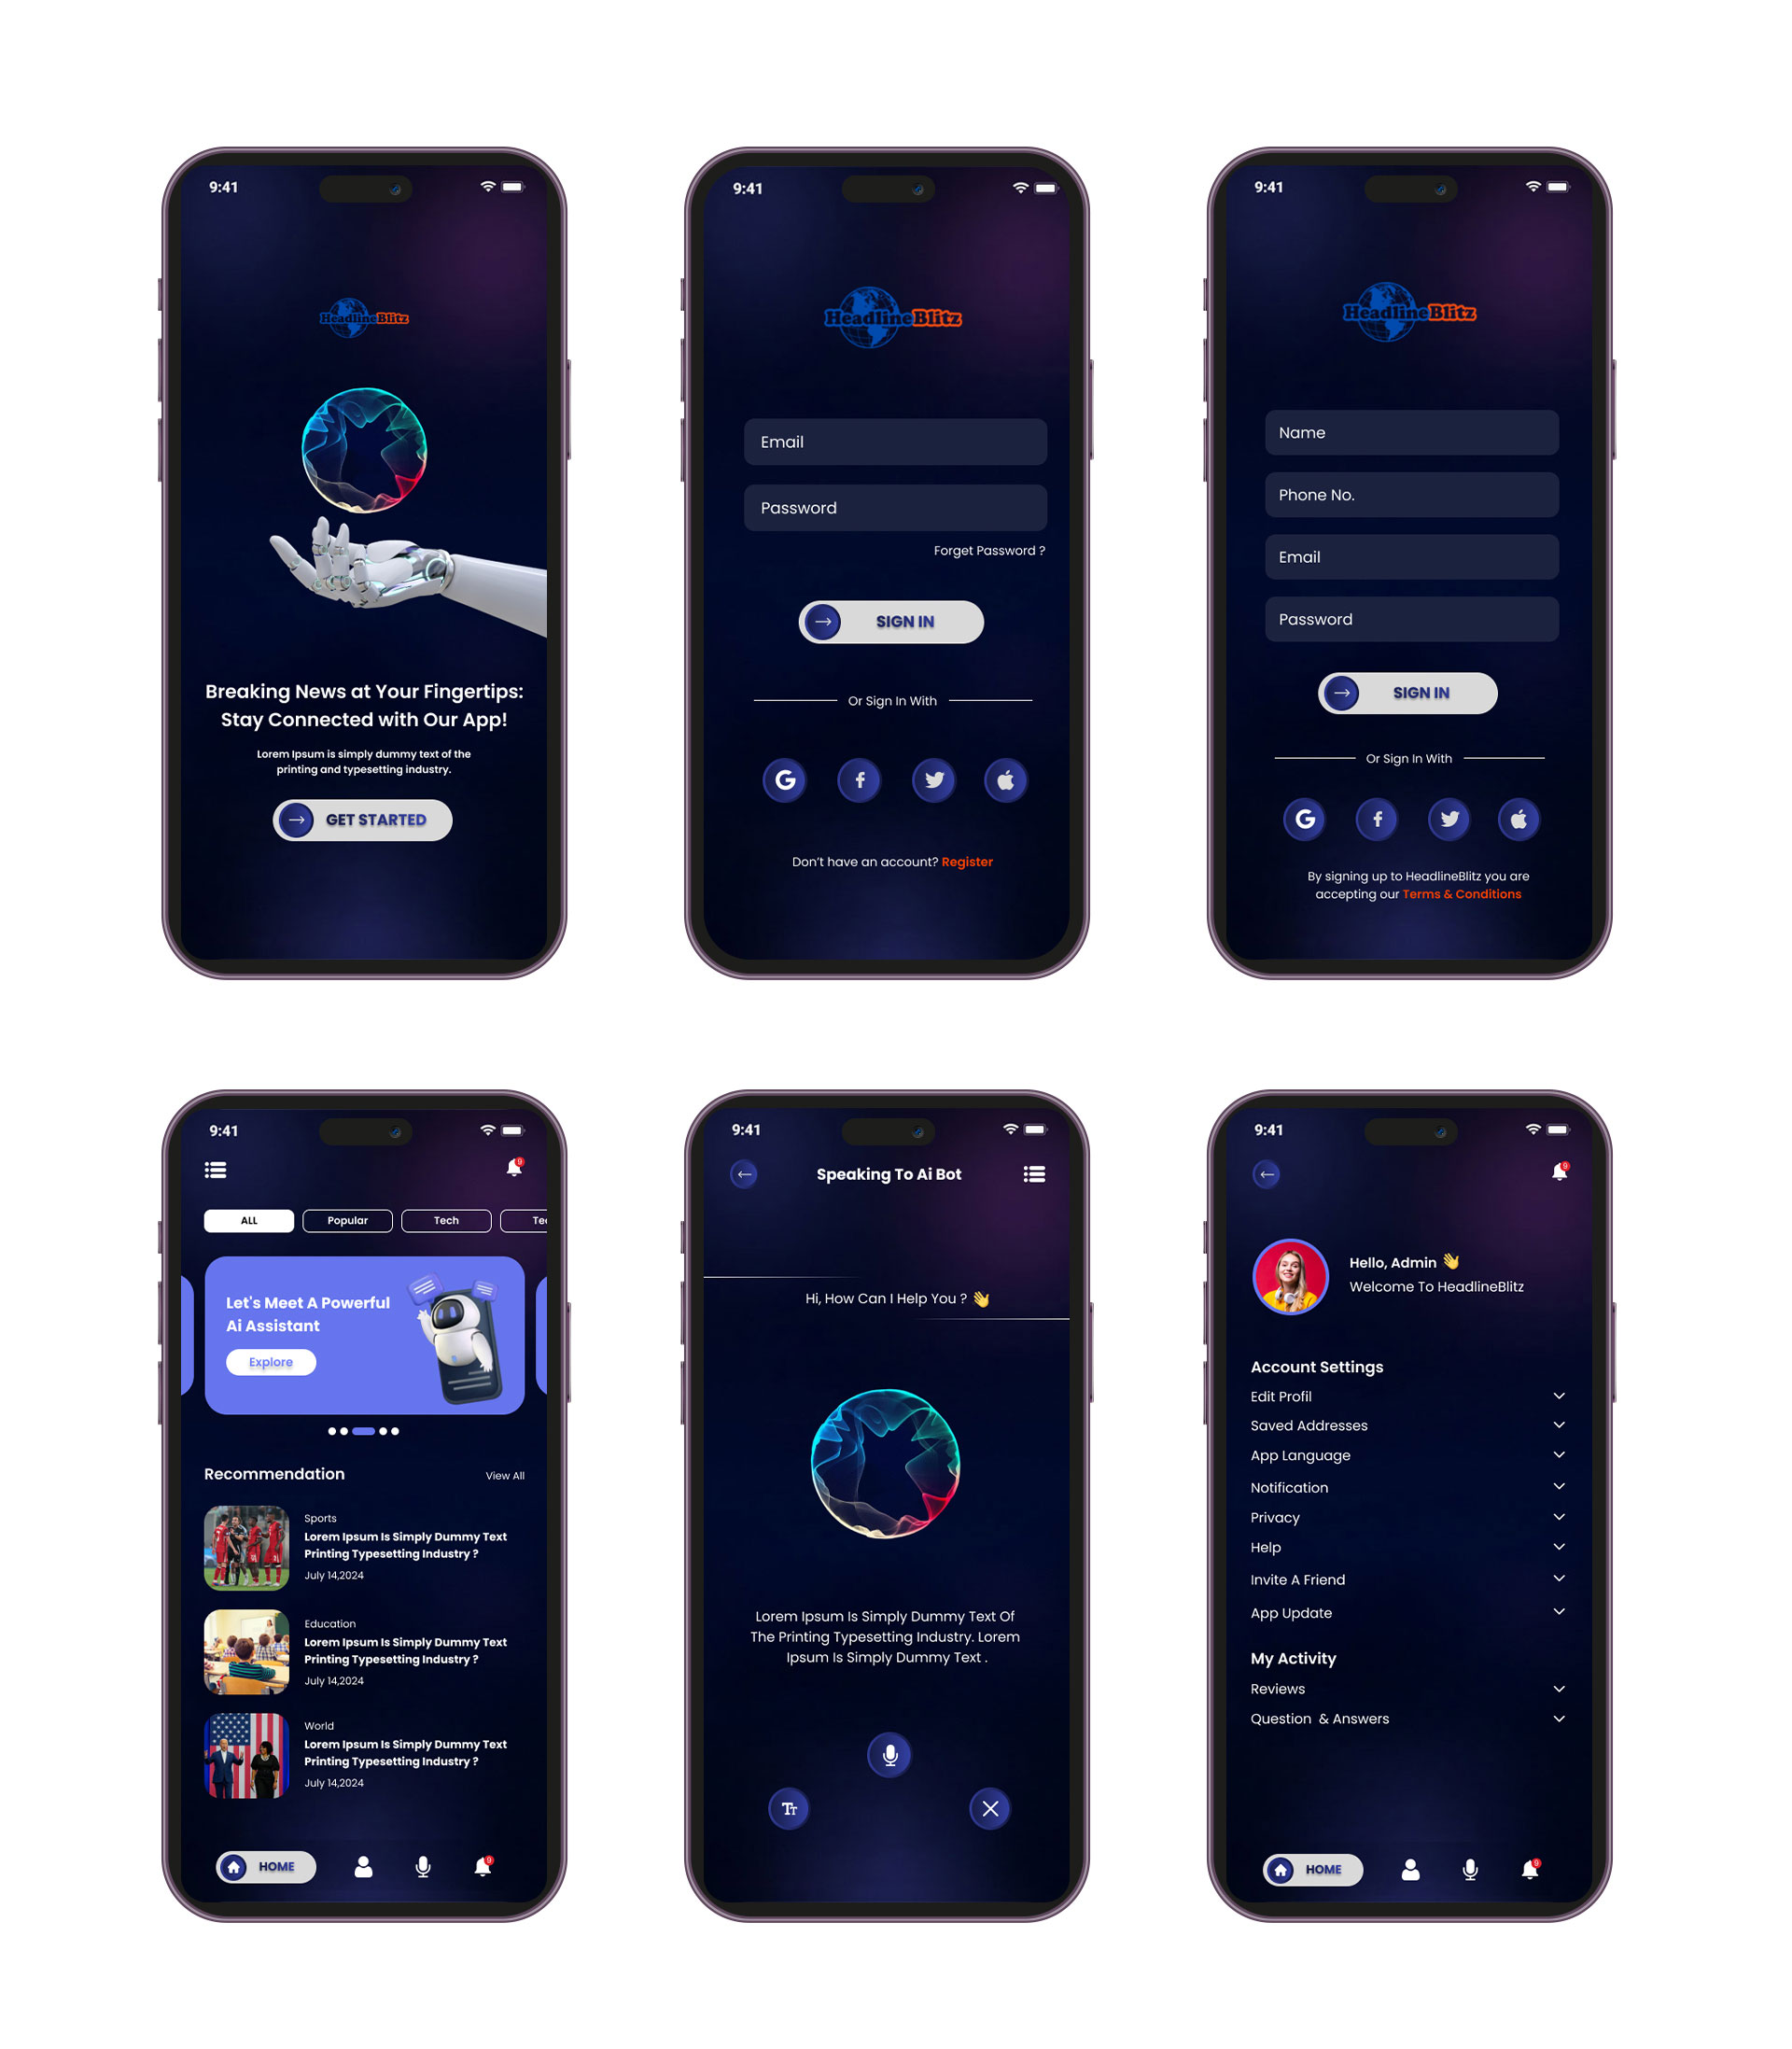 9:41
HeadlineBlitz
Breaking News at Your Fingertips:
Stay Connected with Our App!
Lorem Ipsum is simply dummy text of the
printing and typesetting industry.
GET STARTED
9:41
HeadlineBlitz
Email
Password
Forget Password ?
SIGN IN
Or Sign In With
G f
Don't have an account? Register
9:41
HeadlineBlitz
Name
Phone No.
Email
Password
SIGN IN
Or Sign In With
G f
By signing up to HeadlineBlitz you are
accepting our Terms & Conditions
9:41
9
ALL Popular Tech Tec
Let's Meet A Powerful
Ai Assistant
Explore
Recommendation View All
Sports
Lorem Ipsum Is Simply Dummy Text
Printing Typesetting Industry ?
July 14,2024
Education
Lorem Ipsum Is Simply Dummy Text
Printing Typesetting Industry ?
July 14,2024
World
Lorem Ipsum Is Simply Dummy Text
Printing Typesetting Industry ?
July 14,2024
HOME 9
9:41
Speaking To Ai Bot
Hi, How Can I Help You ? 👋
Lorem Ipsum Is Simply Dummy Text Of
The Printing Typesetting Industry. Lorem
Ipsum Is Simply Dummy Text .
TT
9:41
9
Hello, Admin 👋
Welcome To HeadlineBlitz
Account Settings
Edit Profil
Saved Addresses
App Language
Notification
Privacy
Help
Invite A Friend
App Update
My Activity
Reviews
Question & Answers
HOME 9